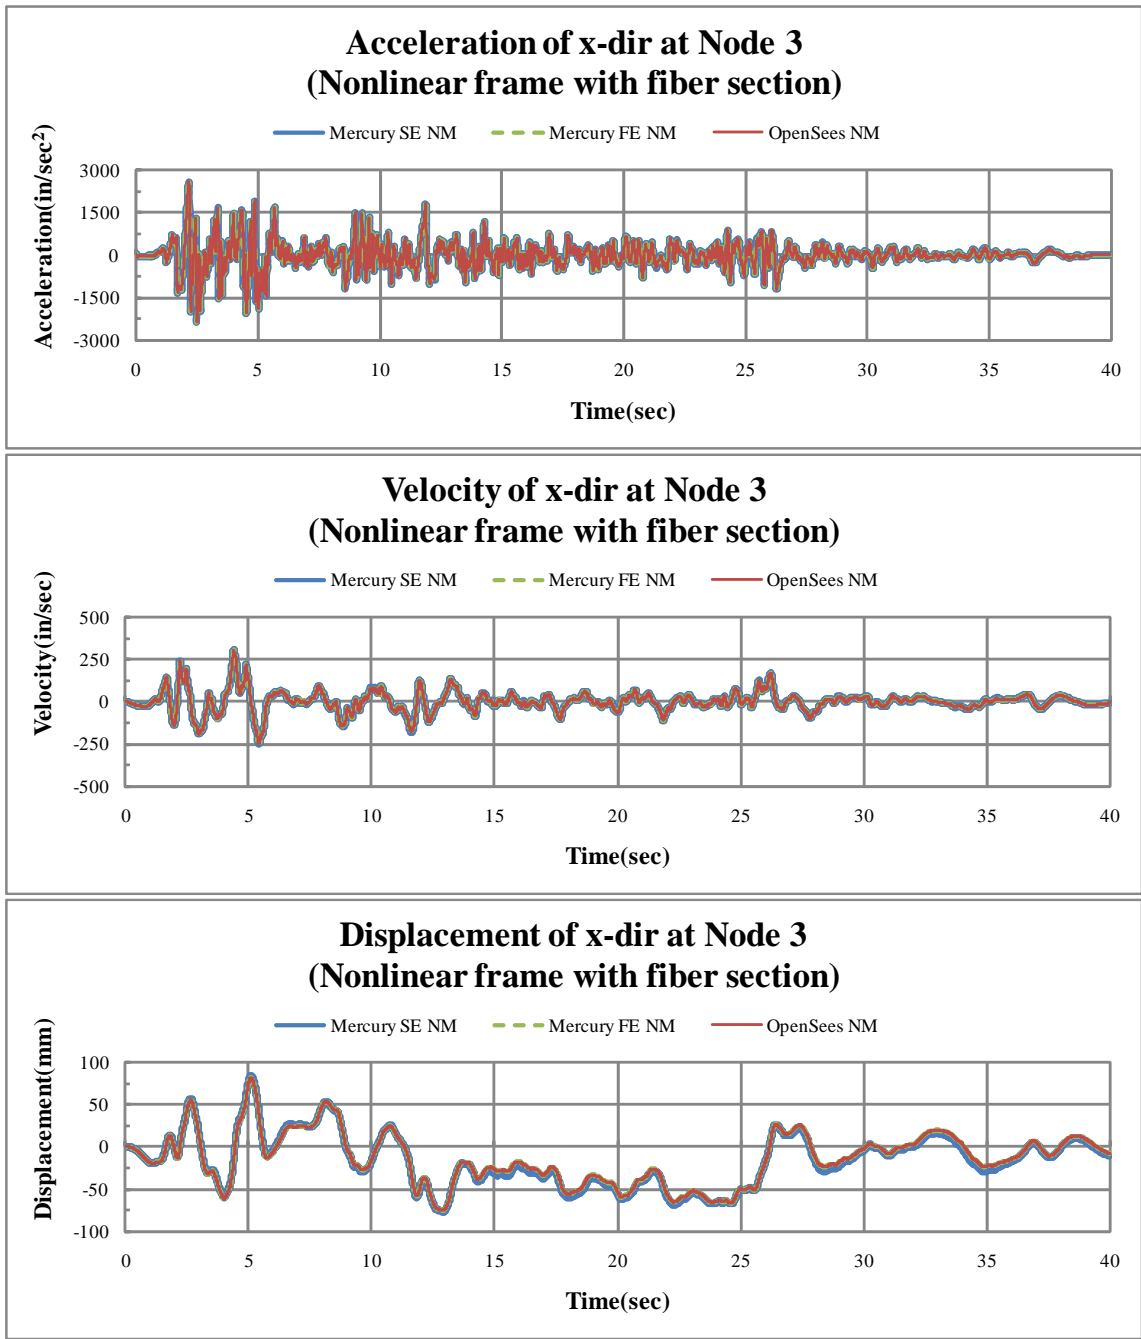 Acceleration of x-dir at Node 3
(Nonlinear frame with fiber section)
Mercury SE NM Mercury FE NM OpenSees NM
Acceleration(in/sec²)
3000
1500
0
-1500
-3000
0 5 10 15 20 25 30 35 40
Time(sec)
Velocity of x-dir at Node 3
(Nonlinear frame with fiber section)
Mercury SE NM Mercury FE NM OpenSees NM
Velocity(in/sec)
500
250
0
-250
-500
0 5 10 15 20 25 30 35 40
Time(sec)
Displacement of x-dir at Node 3
(Nonlinear frame with fiber section)
Mercury SE NM Mercury FE NM OpenSees NM
Displacement(mm)
100
50
0
-50
-100
0 5 10 15 20 25 30 35 40
Time(sec)